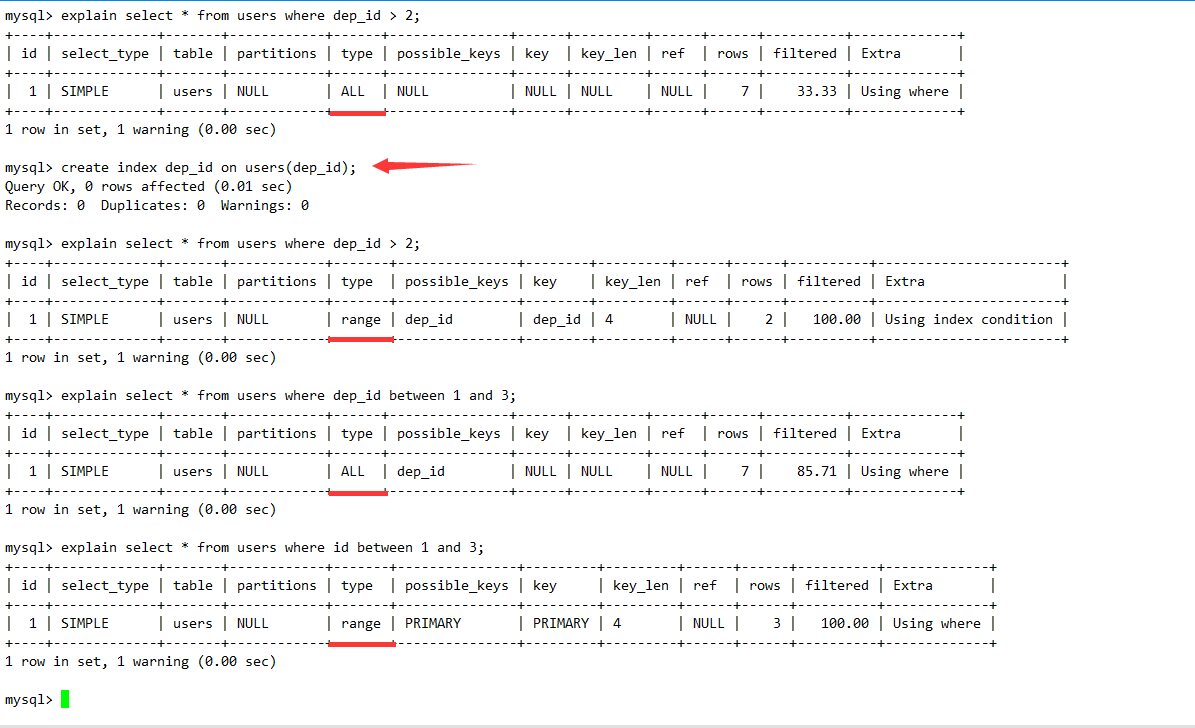 mysql> explain select * from users where dep_id > 2;
+----+-------------+-------+------------+------+---------------+------+---------+------+------+----------+-------------+
| id | select_type | table | partitions | type | possible_keys | key  | key_len | ref  | rows | filtered | Extra       |
+----+-------------+-------+------------+------+---------------+------+---------+------+------+----------+-------------+
|  1 | SIMPLE      | users | NULL       | ALL  | NULL          | NULL | NULL    | NULL |    7 |    33.33 | Using where |
+----+-------------+-------+------------+------+---------------+------+---------+------+------+----------+-------------+
1 row in set, 1 warning (0.00 sec)
mysql> create index dep_id on users(dep_id);
Query OK, 0 rows affected (0.01 sec)
Records: 0  Duplicates: 0  Warnings: 0
mysql> explain select * from users where dep_id > 2;
+----+-------------+-------+------------+-------+---------------+--------+---------+------+------+----------+-----------------------+
| id | select_type | table | partitions | type  | possible_keys | key    | key_len | ref  | rows | filtered | Extra                 |
+----+-------------+-------+------------+-------+---------------+--------+---------+------+------+----------+-----------------------+
|  1 | SIMPLE      | users | NULL       | range | dep_id        | dep_id | 4       | NULL |    2 |   100.00 | Using index condition |
+----+-------------+-------+------------+-------+---------------+--------+---------+------+------+----------+-----------------------+
1 row in set, 1 warning (0.00 sec)
mysql> explain select * from users where dep_id between 1 and 3;
+----+-------------+-------+------------+------+---------------+------+---------+------+------+----------+-------------+
| id | select_type | table | partitions | type | possible_keys | key  | key_len | ref  | rows | filtered | Extra       |
+----+-------------+-------+------------+------+---------------+------+---------+------+------+----------+-------------+
|  1 | SIMPLE      | users | NULL       | ALL  | dep_id        | NULL | NULL    | NULL |    7 |    85.71 | Using where |
+----+-------------+-------+------------+------+---------------+------+---------+------+------+----------+-------------+
1 row in set, 1 warning (0.00 sec)
mysql> explain select * from users where id between 1 and 3;
+----+-------------+-------+------------+-------+---------------+---------+---------+------+------+----------+-------------+
| id | select_type | table | partitions | type  | possible_keys | key     | key_len | ref  | rows | filtered | Extra       |
+----+-------------+-------+------------+-------+---------------+---------+---------+------+------+----------+-------------+
|  1 | SIMPLE      | users | NULL       | range | PRIMARY       | PRIMARY | 4       | NULL |    3 |   100.00 | Using where |
+----+-------------+-------+------------+-------+---------------+---------+---------+------+------+----------+-------------+
1 row in set, 1 warning (0.00 sec)
mysql>